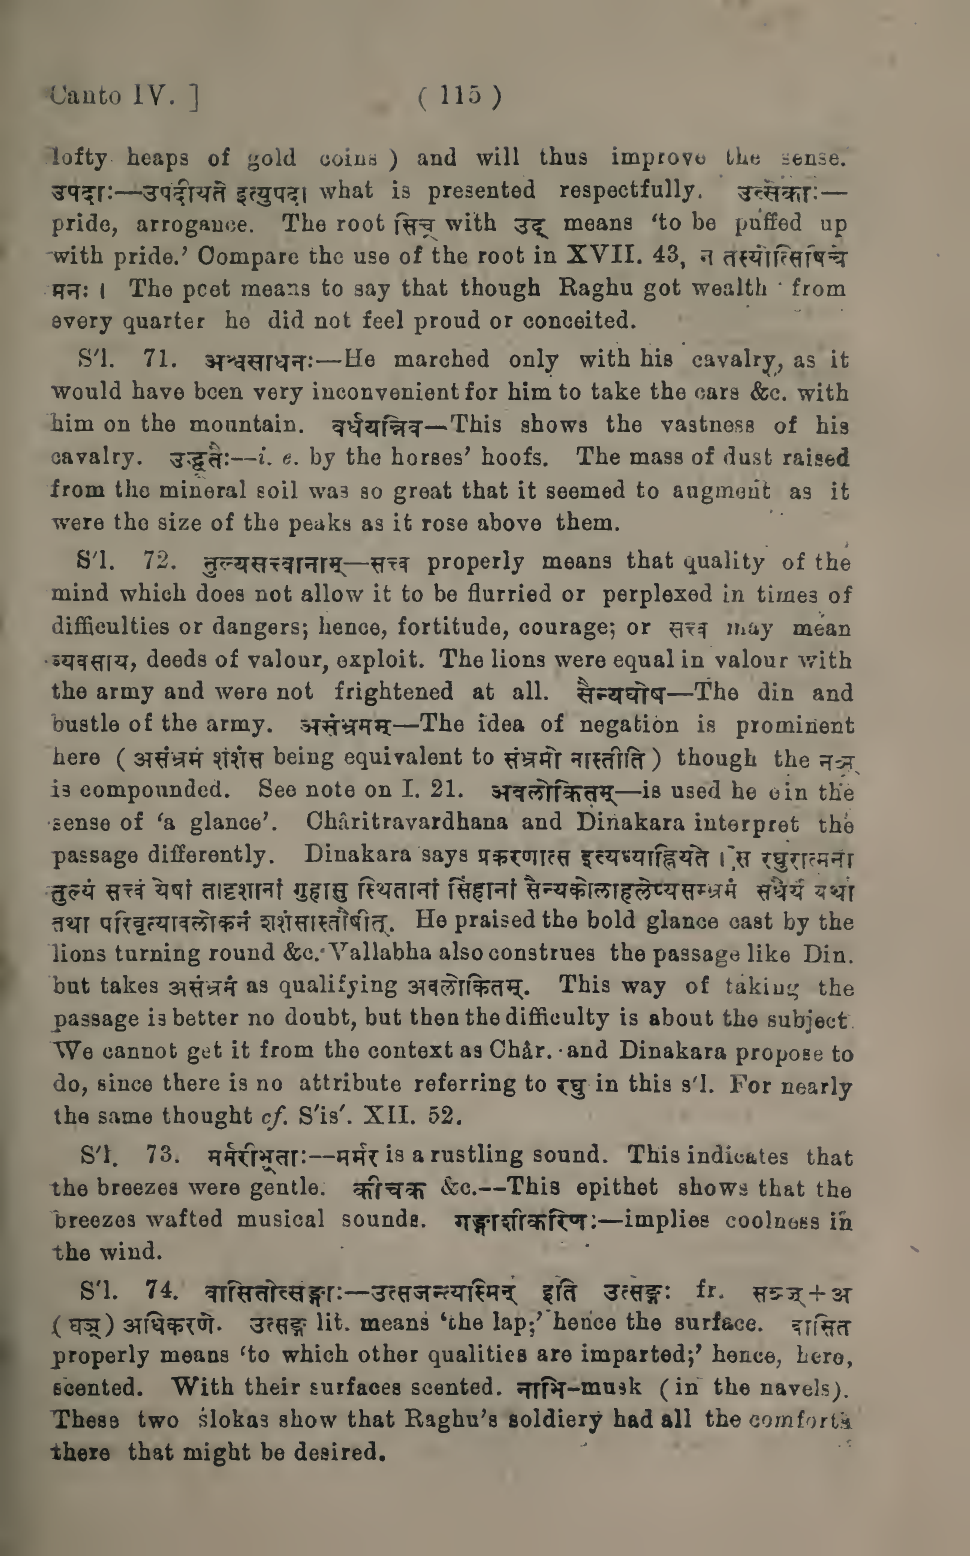 Canto IV. ] ( 115 )
lofty heaps of gold coins ) and will thus improve the sense.
उपदाः—उपदीयते इत्युपदा what is presented respectfully. उत्सेकाः—
pride, arrogance. The root सिच् with उद् means ‘to be puffed up
with pride.’ Compare the use of the root in XVII. 43, न तस्योत्सिषिचे
मनः । The poet means to say that though Raghu got wealth from
every quarter he did not feel proud or conceited.
S′l. 71. अश्वसाधनः:—He marched only with his cavalry, as it
would have been very inconvenient for him to take the cars &c. with
him on the mountain. वर्धयन्निव—This shows the vastness of his
cavalry. उद्धूतैः:--i. e. by the horses’ hoofs. The mass of dust raised
from the mineral soil was so great that it seemed to augment as it
were the size of the peaks as it rose above them.
S′l. 72. तुल्यसत्त्वानाम्—सत्त्व properly means that quality of the
mind which does not allow it to be flurried or perplexed in times of
difficulties or dangers; hence, fortitude, courage; or सत्त्व may mean
व्यवसाय, deeds of valour, exploit. The lions were equal in valour with
the army and were not frightened at all. सैन्यघोष—The din and
bustle of the army. असंभ्रमम्—The idea of negation is prominent
here ( असंभ्रमं शशंस being equivalent to संभ्रमो नास्तीति ) though the नञ्
is compounded. See note on I. 21. अवलोकितम्—is used he ein the
sense of ‘a glance’. Châritravardhana and Dinakara interpret the
passage differently. Dinakara says प्रकरणात्स इत्यध्याह्रियते । स रघुरात्मना
तुल्यं सत्त्वं येषां तादृशानां गुहासु स्थितानां सिंहानां सैन्यकोलाहलेप्यसम्भ्रमं सधैर्यं यथा
तथा परिवृत्यावलोकनं शशंसास्तौषीत्. He praised the bold glance cast by the
lions turning round &c. Vallabha also construes the passage like Din.
but takes असंभ्रमं as qualifying अवलोकितम्. This way of taking the
passage is better no doubt, but then the difficulty is about the subject.
We cannot get it from the context as Châr. and Dinakara propose to
do, since there is no attribute referring to रघु in this s′l. For nearly
the same thought cf. S′is′. XII. 52.
S′l. 73. मर्मरीभूताः:--मर्मर is a rustling sound. This indicates that
the breezes were gentle. कीचक &c.--This epithet shows that the
breezes wafted musical sounds. गङ्गाशीकरिणः:—implies coolness in
the wind.
S′l. 74. वासितोत्सङ्गाः:—उत्सजन्त्यस्मिन् इति उत्सङ्गः fr. सञ्ज्+अ
( घञ् ) अधिकरणे. उत्सङ्ग lit. means ‘the lap;’ hence the surface. वासित
properly means ‘to which other qualities are imparted;’ hence, here,
scented. With their surfaces scented. नाभि-musk ( in the navels).
These two ślokas show that Raghu’s soldiery had all the comforts
there that might be desired.